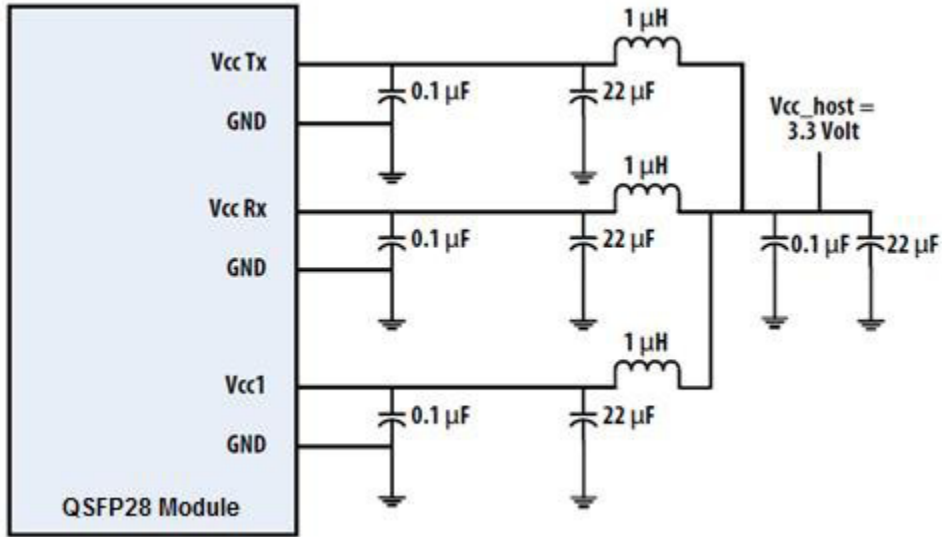 1 µH
Vcc Tx
0.1 µF
22 µF
GND
Vcc_host =
3.3 Volt
1 µH
Vcc Rx
0.1 µF
22 µF
0.1 µF
22 µF
GND
1 µH
Vcc1
0.1 µF
22 µF
GND
QSFP28 Module